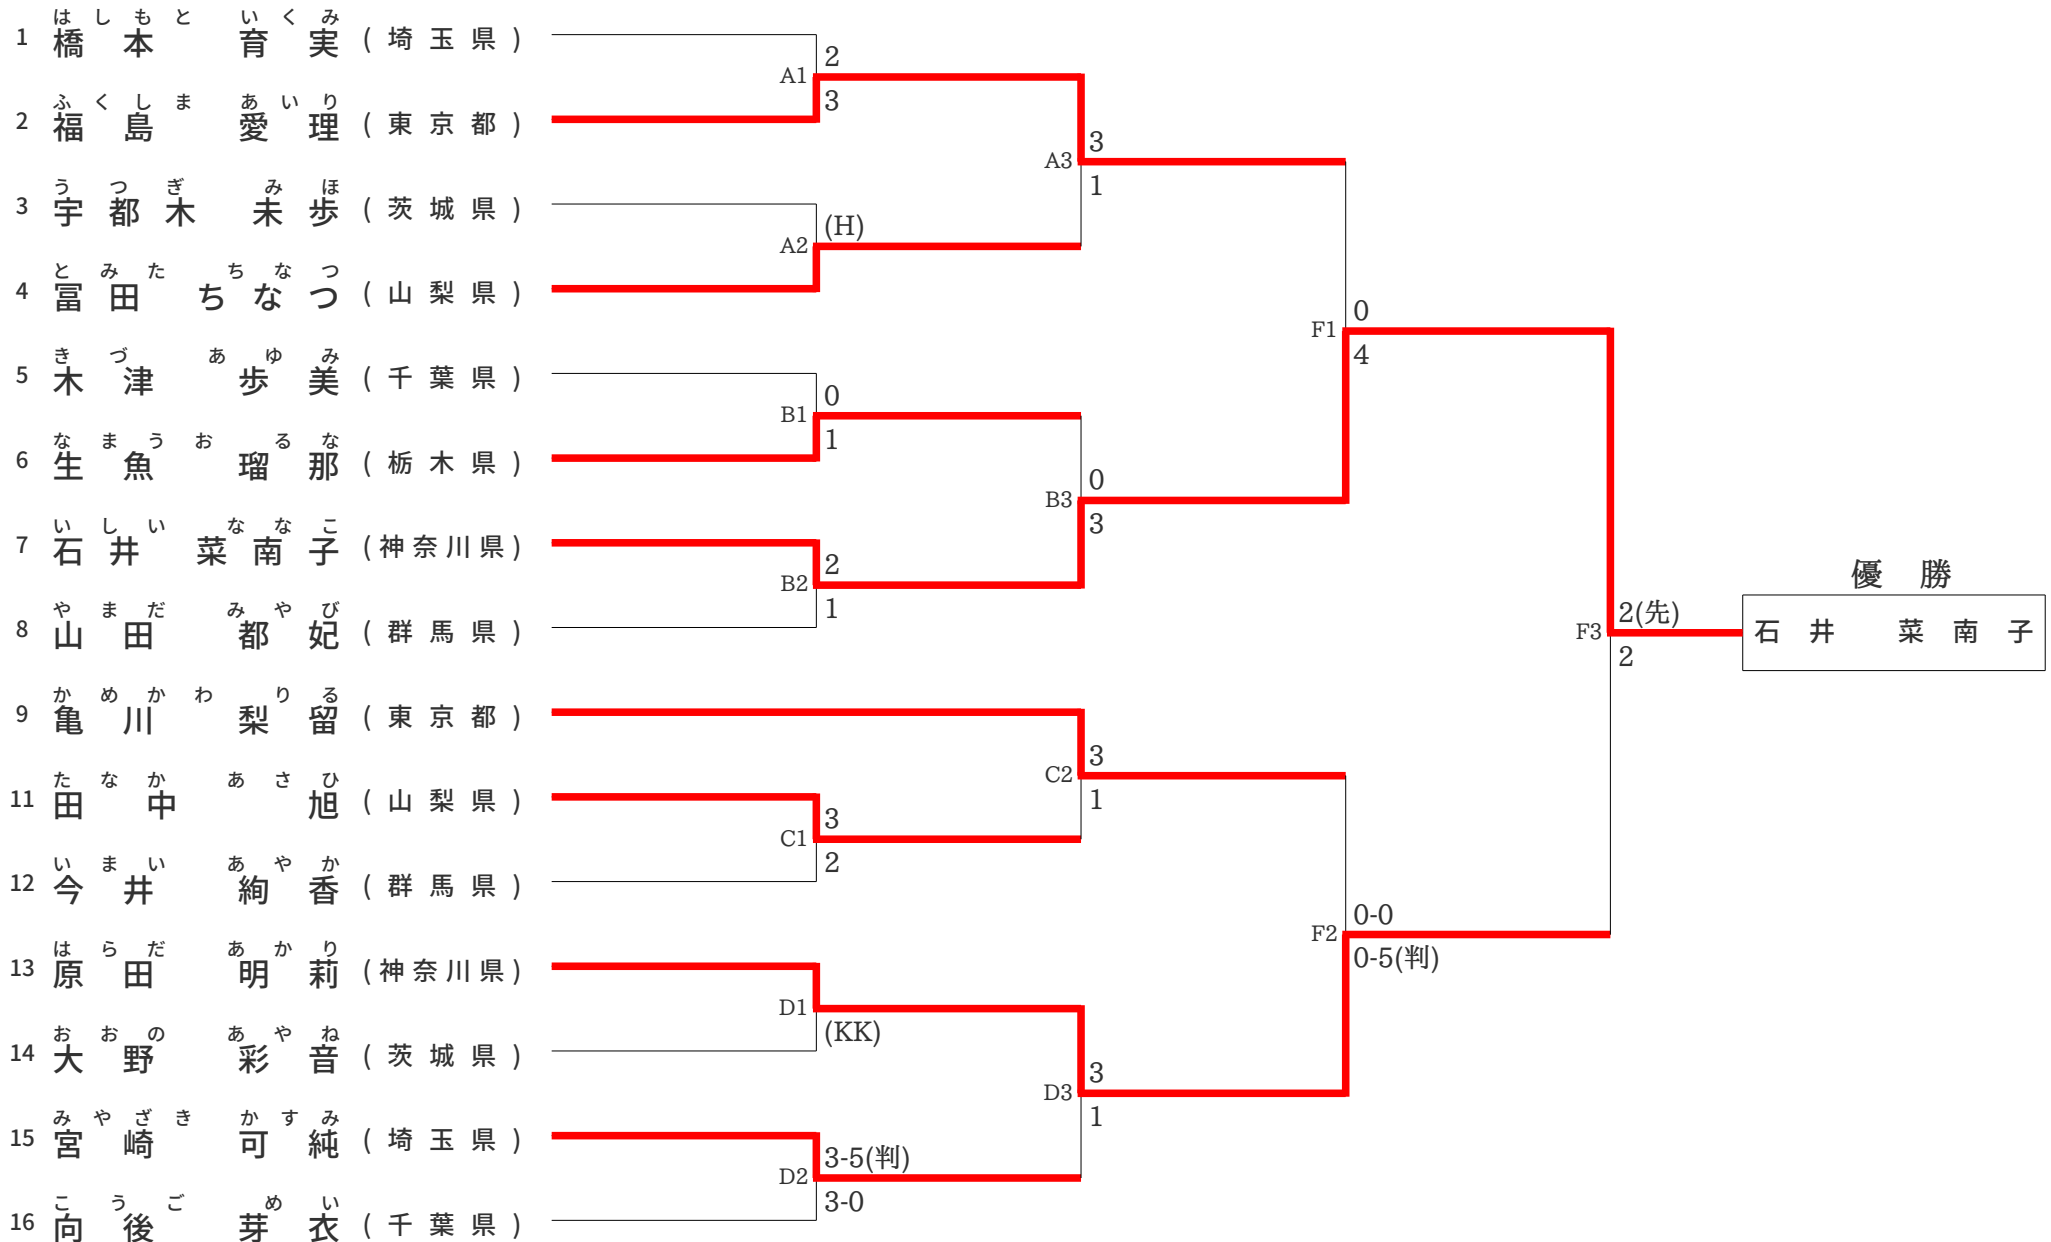 はしもと いくみ
1 橋本 育実 (埼玉県)
2
A1
3
ふくしま あいり
2 福島 愛理 (東京都)
3
A3
1
うつぎ みほ
3 宇都木 未歩 (茨城県)
(H)
A2
とみた ちなつ
4 冨田 ちなつ (山梨県)
0
F1
4
きづ あゆみ
5 木津 歩美 (千葉県)
0
B1
1
なまうお るな
6 生魚 瑠那 (栃木県)
0
B3
3
いしい ななこ
7 石井 菜南子 (神奈川県)
2
B2
1
やまだ みやび
8 山田 都妃 (群馬県)
優勝
2(先)
F3
2
石井 菜南子
かめかわ りる
9 亀川 梨留 (東京都)
3
C2
1
たなか あさひ
11 田中 旭 (山梨県)
3
C1
2
いまい あやか
12 今井 絢香 (群馬県)
0-0
F2
0-5(判)
はらだ あかり
13 原田 明莉 (神奈川県)
D1
(KK)
おおの あやね
14 大野 彩音 (茨城県)
3
D3
1
みやざき かすみ
15 宮崎 可純 (埼玉県)
3-5(判)
D2
3-0
こうご めい
16 向後 芽衣 (千葉県)